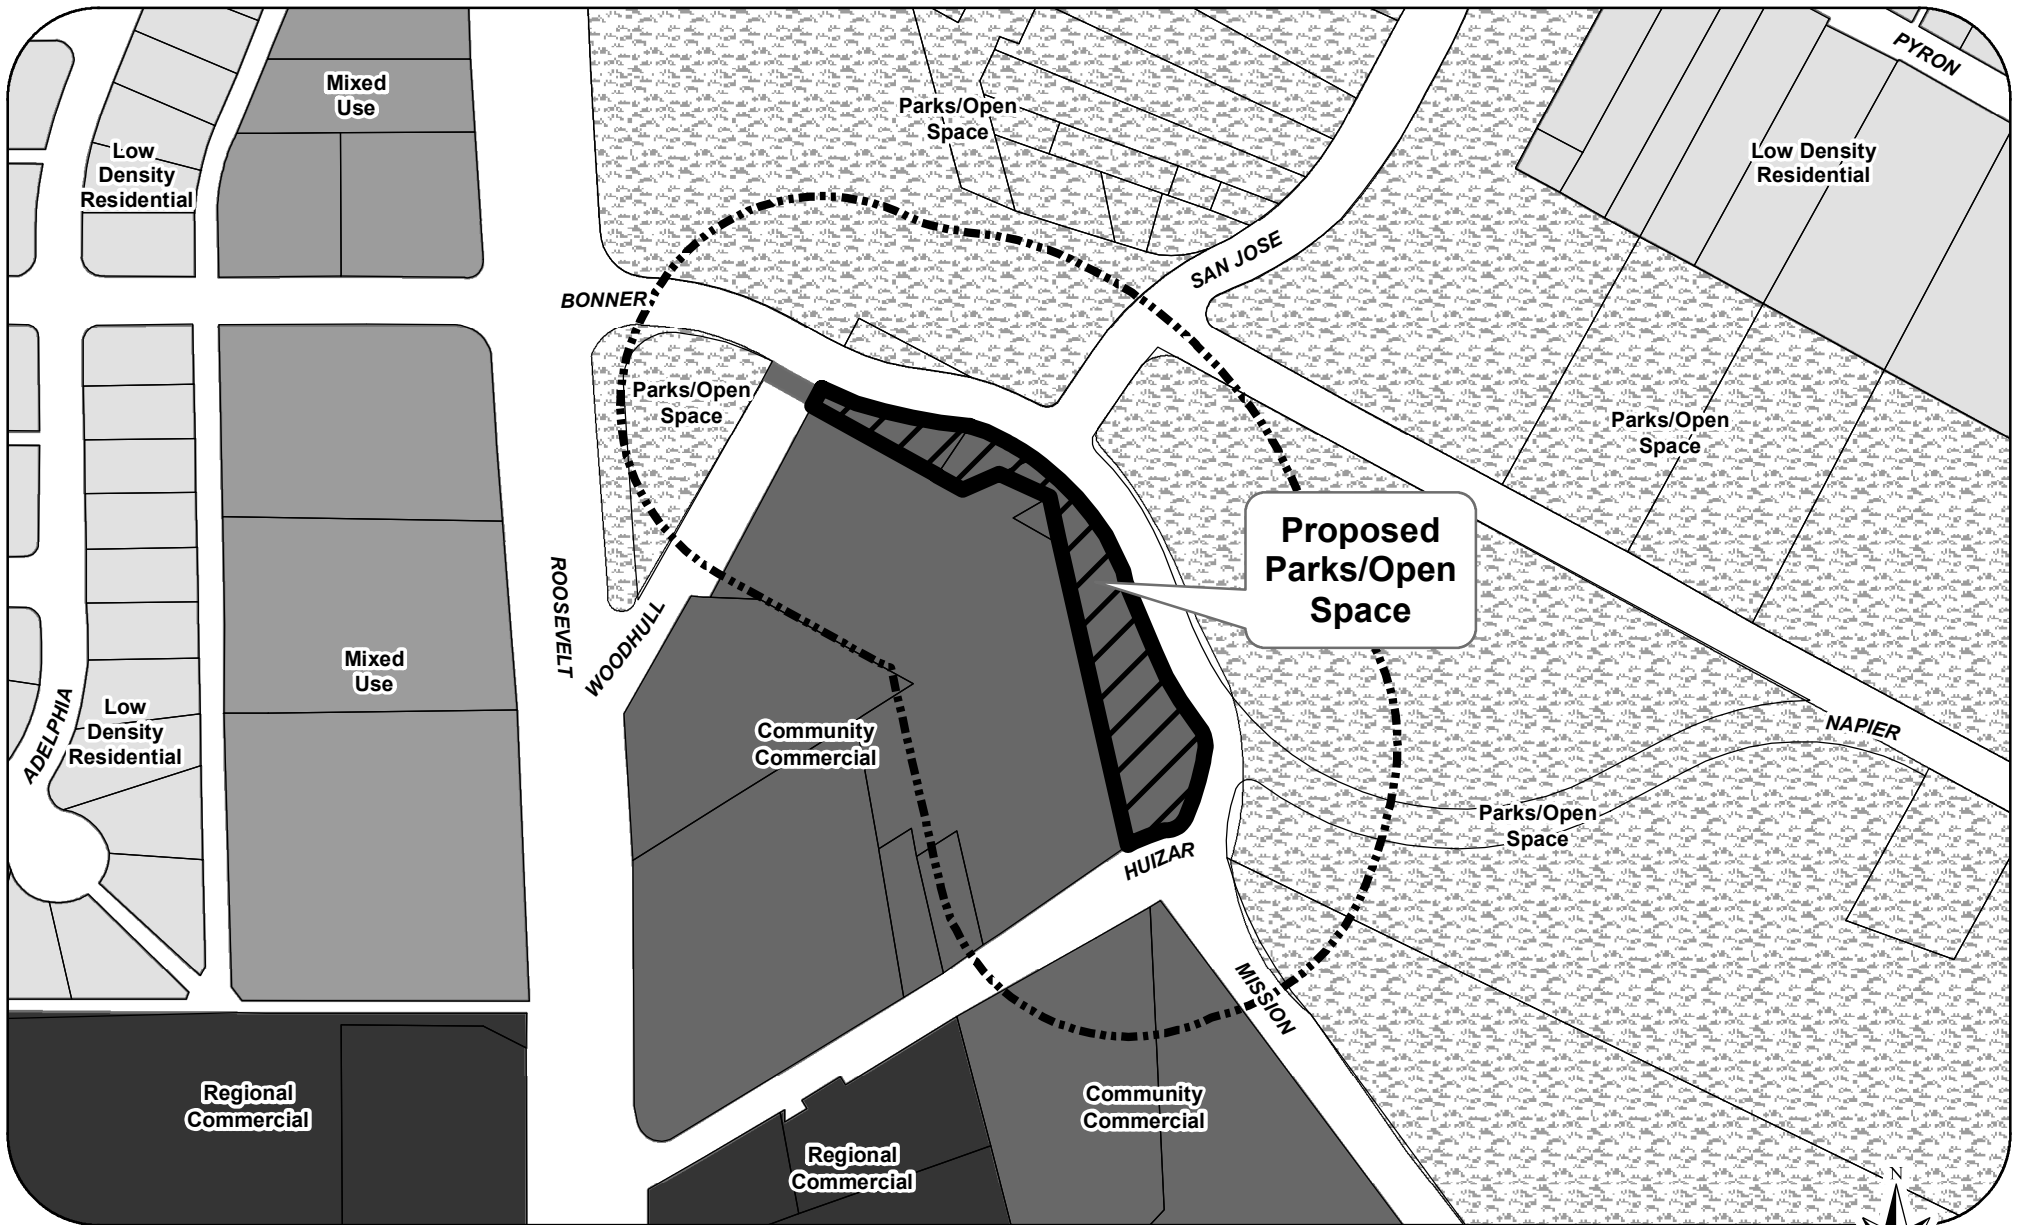 PYRON
Mixed
Use
Parks/Open
Space
Low
Density
Residential
Low Density
Residential
SAN JOSE
BONNER
Parks/Open
Space
Parks/Open
Space
Proposed
Parks/Open
Space
ROOSEVELT
WOODHULL
Mixed
Use
ADELPHIA
Low
Density
Residential
Community
Commercial
NAPIER
Parks/Open
Space
HUIZAR
MISSION
Regional
Commercial
Community
Commercial
Regional
Commercial
N